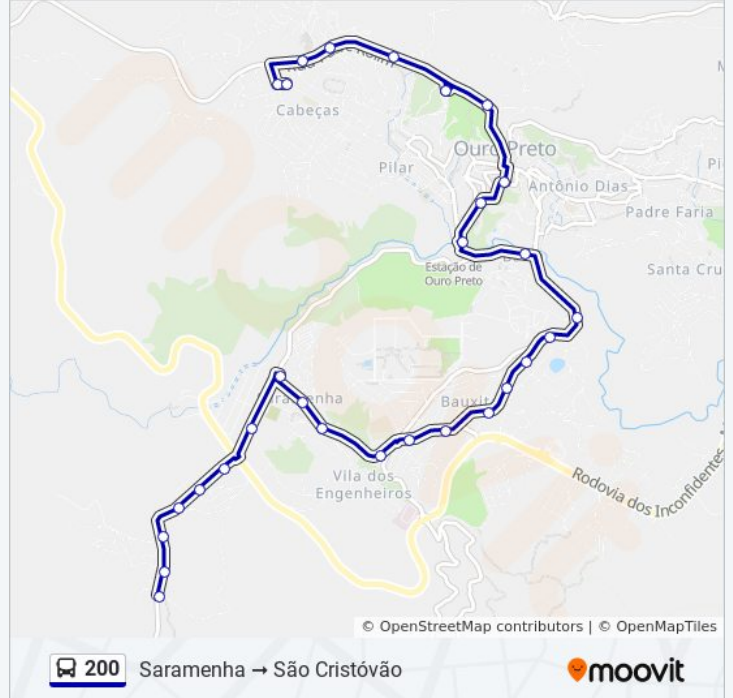 Cabeças
Ouro Preto
Pilar
Antônio Dias
Padre Faria
Estação de
Ouro Preto
Santa Cru
Bauxit
Vila dos
Engenheiros
Rodovia dos Inconfidentes
© OpenStreetMap contributors | © OpenMapTiles
200 Saramenha → São Cristóvão
moovit